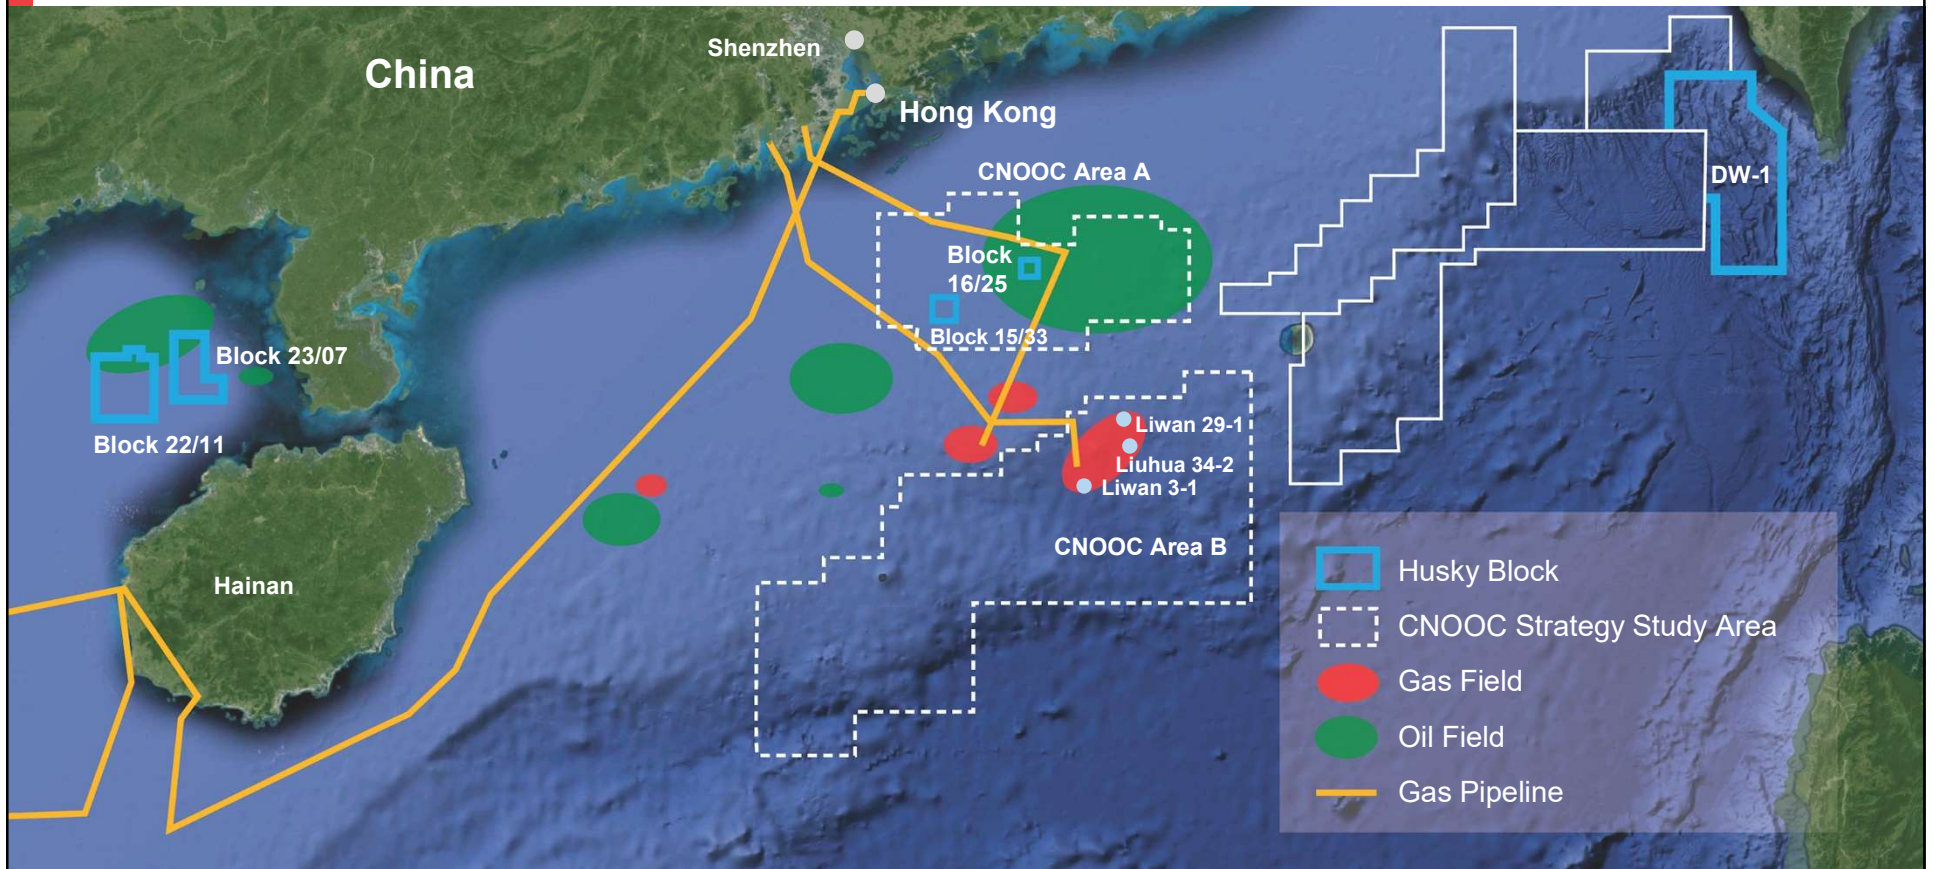 Shenzhen
China
Hong Kong
CNOOC Area A
DW-1
Block
16/25
Block 15/33
Block 23/07
Block 22/11
Liwan 29-1
Liuhua 34-2
Liwan 3-1
CNOOC Area B
Hainan
Husky Block
CNOOC Strategy Study Area
Gas Field
Oil Field
Gas Pipeline